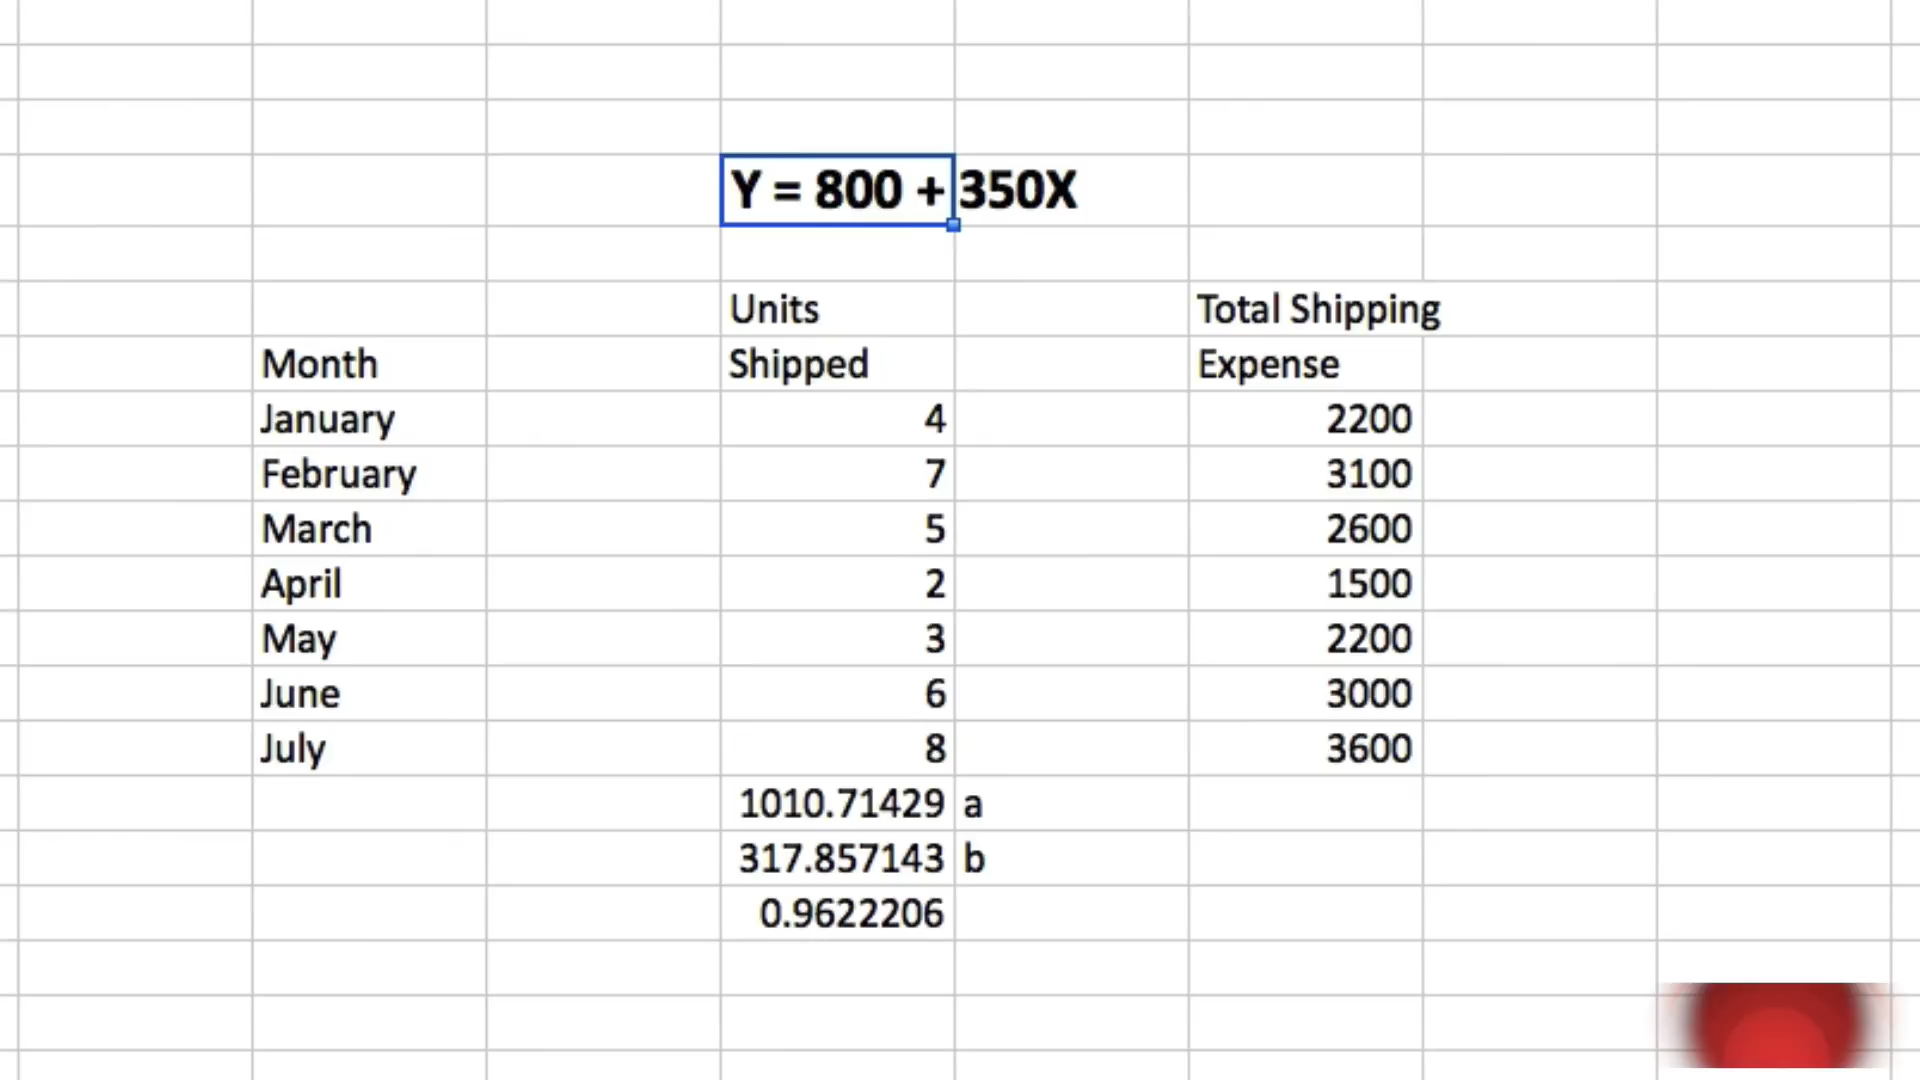 Y = 800 + 350X
Units Total Shipping
Month Shipped Expense
January 4 2200
February 7 3100
March 5 2600
April 2 1500
May 3 2200
June 6 3000
July 8 3600
1010.71429 a
317.857143 b
0.9622206